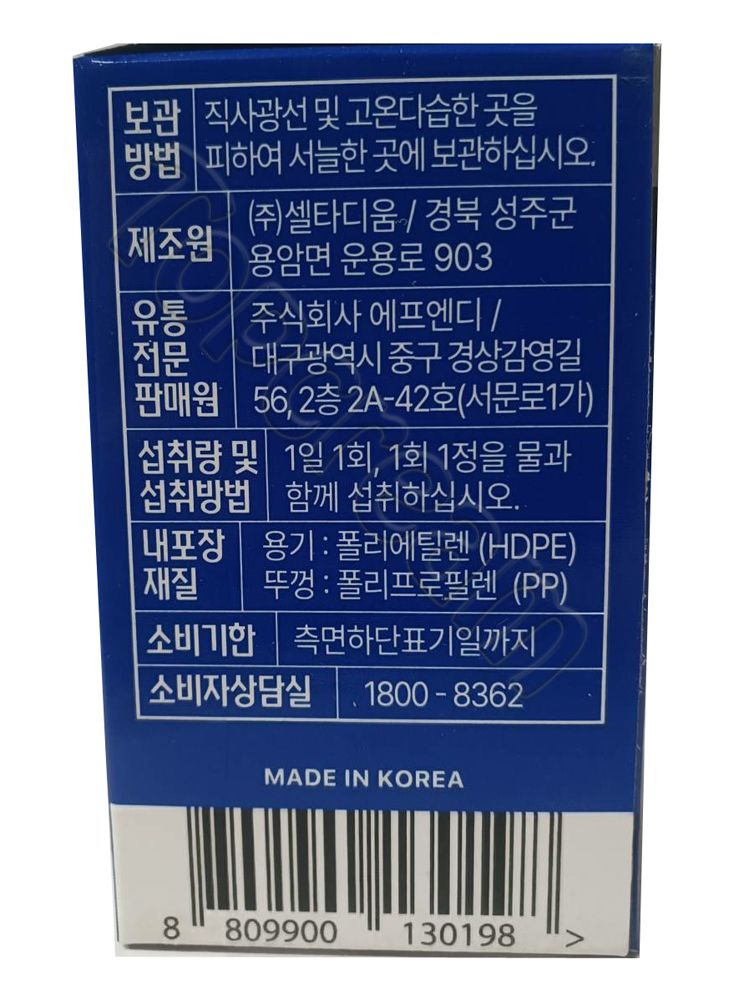 보관
방법
직사광선 및 고온다습한 곳을
피하여 서늘한 곳에 보관하십시오.
제조원
(주)셀타디움 / 경북 성주군
용암면 운용로 903
유통
전문
판매원
주식회사 에프엔디 /
대구광역시 중구 경상감영길
56, 2층 2A-42호(서문로1가)
섭취량 및
섭취방법
1일 1회, 1회 1정을 물과
함께 섭취하십시오.
내포장
재질
용기 : 폴리에틸렌 (HDPE)
뚜껑 : 폴리프로필렌 (PP)
소비기한
측면하단표기일까지
소비자상담실
1800 - 8362
MADE IN KOREA
8 809900 130198 >
Topcream